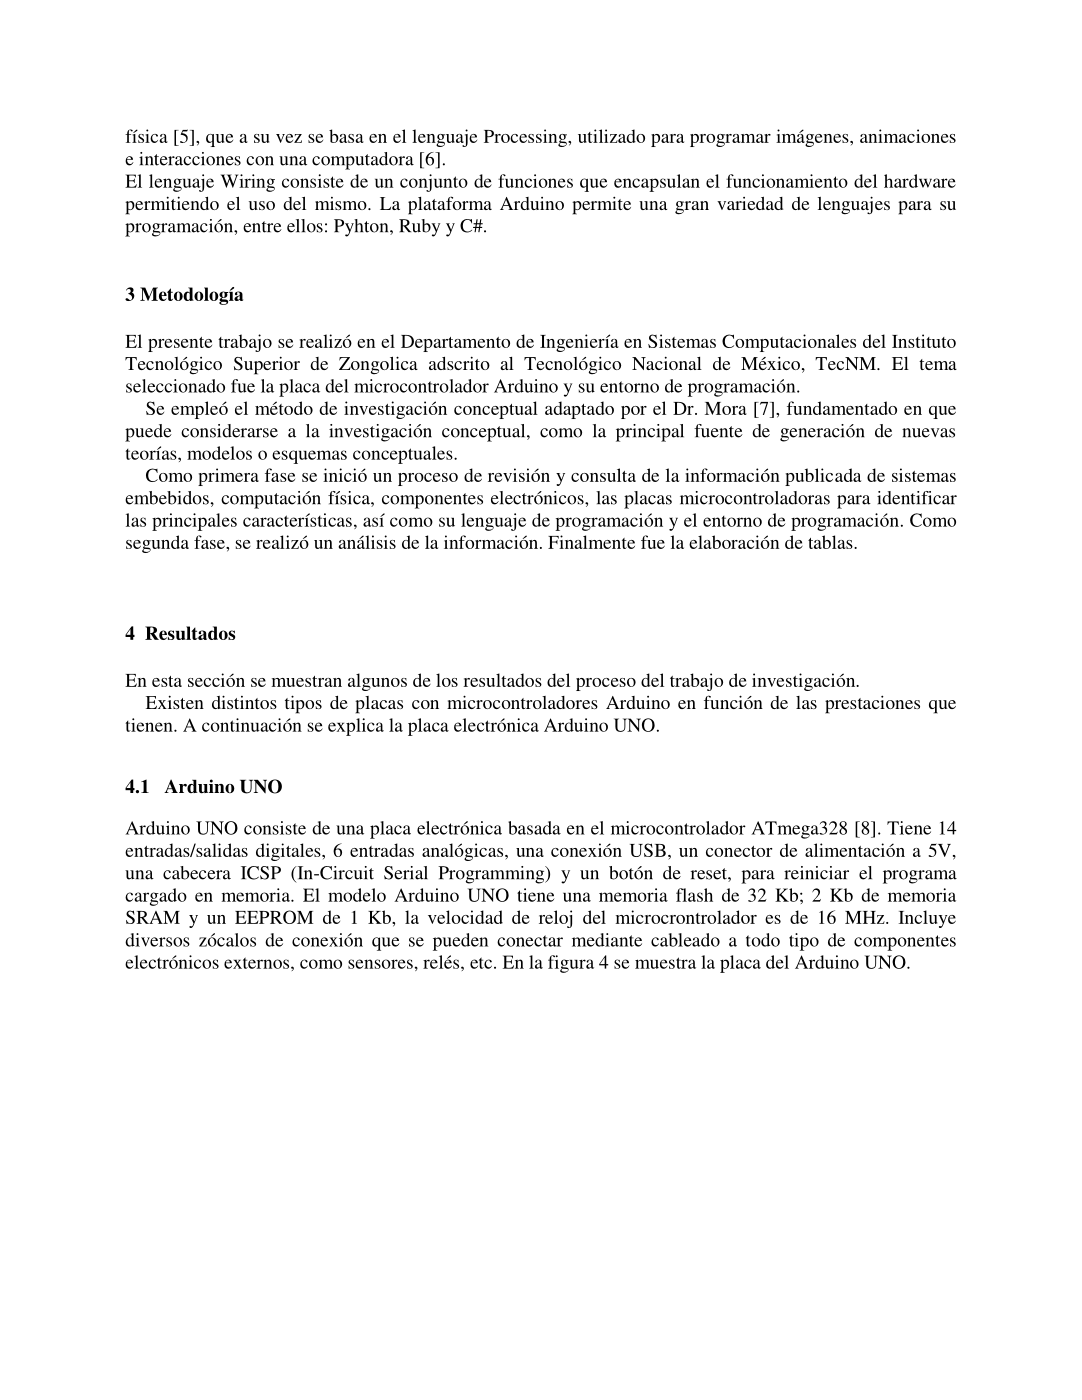 física [5], que a su vez se basa en el lenguaje Processing, utilizado para programar imágenes, animaciones
e interacciones con una computadora [6].
El lenguaje Wiring consiste de un conjunto de funciones que encapsulan el funcionamiento del hardware
permitiendo el uso del mismo. La plataforma Arduino permite una gran variedad de lenguajes para su
programación, entre ellos: Pyhton, Ruby y C#.
3 Metodología
El presente trabajo se realizó en el Departamento de Ingeniería en Sistemas Computacionales del Instituto
Tecnológico Superior de Zongolica adscrito al Tecnológico Nacional de México, TecNM. El tema
seleccionado fue la placa del microcontrolador Arduino y su entorno de programación.
Se empleó el método de investigación conceptual adaptado por el Dr. Mora [7], fundamentado en que
puede considerarse a la investigación conceptual, como la principal fuente de generación de nuevas
teorías, modelos o esquemas conceptuales.
Como primera fase se inició un proceso de revisión y consulta de la información publicada de sistemas
embebidos, computación física, componentes electrónicos, las placas microcontroladoras para identificar
las principales características, así como su lenguaje de programación y el entorno de programación. Como
segunda fase, se realizó un análisis de la información. Finalmente fue la elaboración de tablas.
4 Resultados
En esta sección se muestran algunos de los resultados del proceso del trabajo de investigación.
Existen distintos tipos de placas con microcontroladores Arduino en función de las prestaciones que
tienen. A continuación se explica la placa electrónica Arduino UNO.
4.1 Arduino UNO
Arduino UNO consiste de una placa electrónica basada en el microcontrolador ATmega328 [8]. Tiene 14
entradas/salidas digitales, 6 entradas analógicas, una conexión USB, un conector de alimentación a 5V,
una cabecera ICSP (In-Circuit Serial Programming) y un botón de reset, para reiniciar el programa
cargado en memoria. El modelo Arduino UNO tiene una memoria flash de 32 Kb; 2 Kb de memoria
SRAM y un EEPROM de 1 Kb, la velocidad de reloj del microcrontrolador es de 16 MHz. Incluye
diversos zócalos de conexión que se pueden conectar mediante cableado a todo tipo de componentes
electrónicos externos, como sensores, relés, etc. En la figura 4 se muestra la placa del Arduino UNO.